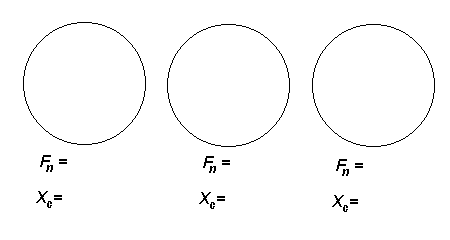 Fn = Fn = Fn =
Xc= Xc= Xc=